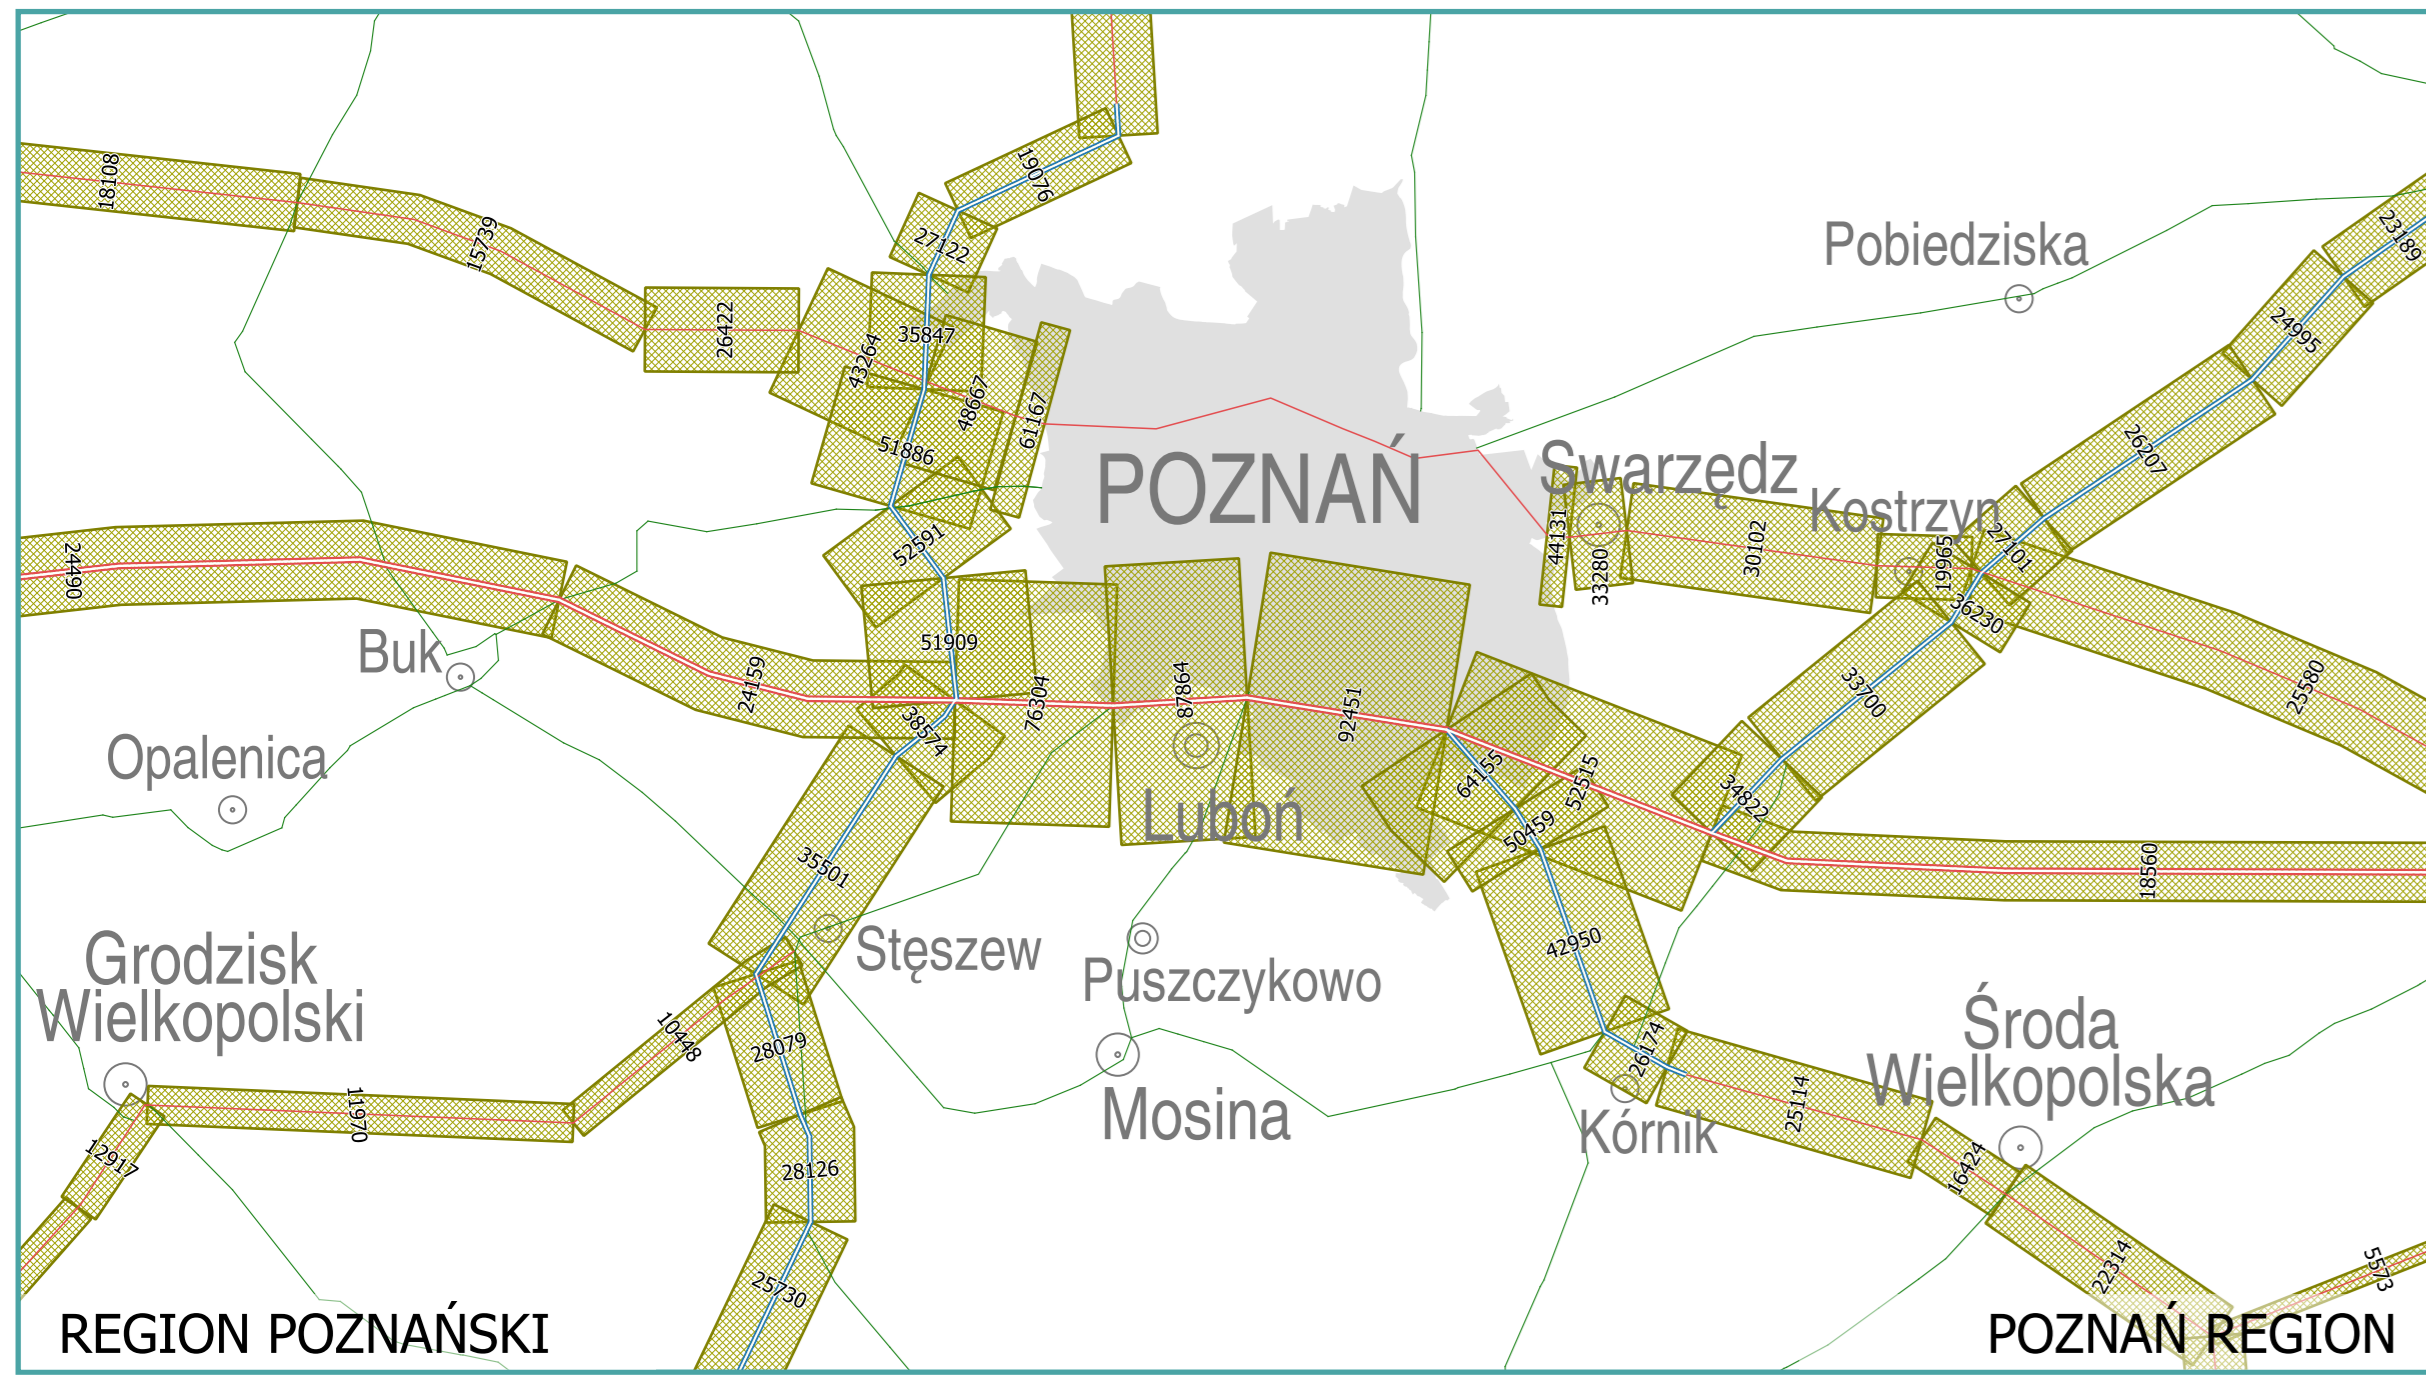 18108
15739
26422
19076
27122
35847
43264
48667
61167
51886
52591
24490
24159
51909
38574
76304
87864
92451
64155
52515
50459
42950
35501
10448
11970
12917
28079
28126
25730
44131
33280
30102
19965
27101
36230
33700
34822
18560
25580
26207
24995
23189
26174
25114
16424
22314
5573
POZNAŃ
Pobiedziska
Swarzędz
Kostrzyn
Buk
Opalenica
Luboń
Stęszew
Puszczykowo
Mosina
Grodzisk
Wielkopolski
Kórnik
Środa
Wielkopolska
REGION POZNAŃSKI
POZNAŃ REGION